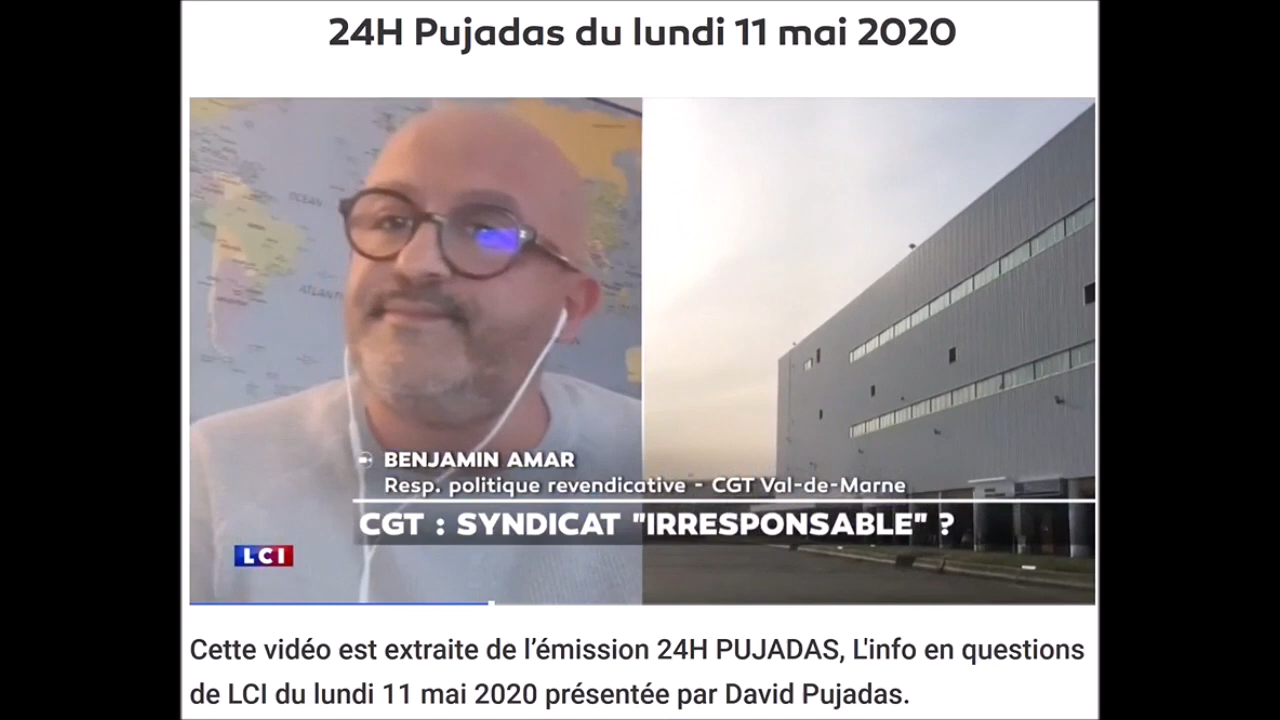 24H Pujadas du lundi 11 mai 2020
OCEAN
ATLANTI
BENJAMIN AMAR
Resp. politique revendicative - CGT Val-de-Marne
CGT : SYNDICAT "IRRESPONSABLE" ?
LCI
Cette vidéo est extraite de l’émission 24H PUJADAS, L'info en questions
de LCI du lundi 11 mai 2020 présentée par David Pujadas.